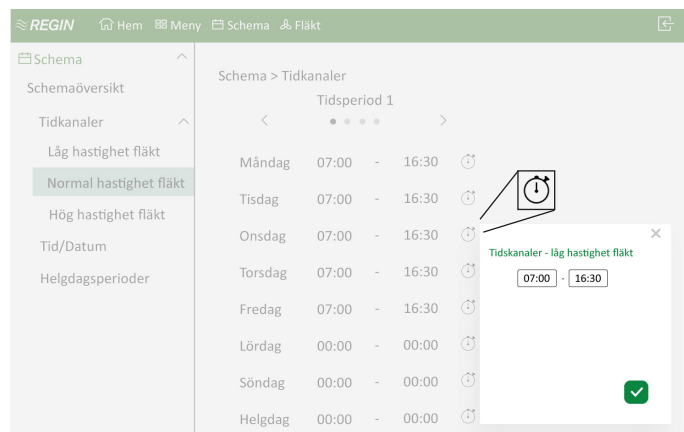 REGIN Hem Meny Schema Fläkt
Schema
Schemaöversikt
Tidkanaler
Låg hastighet fläkt
Normal hastighet fläkt
Hög hastighet fläkt
Tid/Datum
Helgdagsperioder
Schema > Tidkanaler
Tidsperiod 1
Måndag 07:00 - 16:30
Tisdag 07:00 - 16:30
Onsdag 07:00 - 16:30
Torsdag 07:00 - 16:30
Fredag 07:00 - 16:30
Lördag 00:00 - 00:00
Söndag 00:00 - 00:00
Helgdag 00:00 - 00:00
Tidskanaler - låg hastighet fläkt
07:00 - 16:30